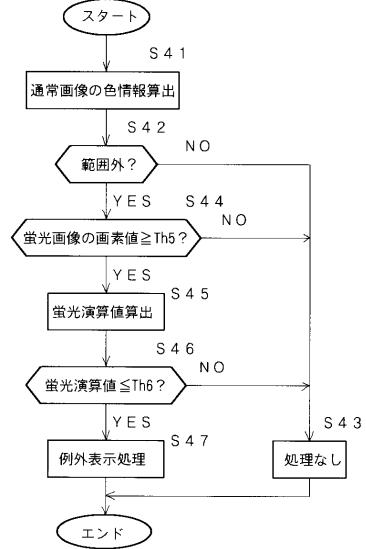 スタート
S41
通常画像の色情報算出
S42
範囲外？
NO
YES
S44
蛍光画像の画素値≧Th5？
NO
YES
S45
蛍光演算値算出
S46
蛍光演算値≦Th6？
NO
YES
S47
S43
例外表示処理
処理なし
エンド